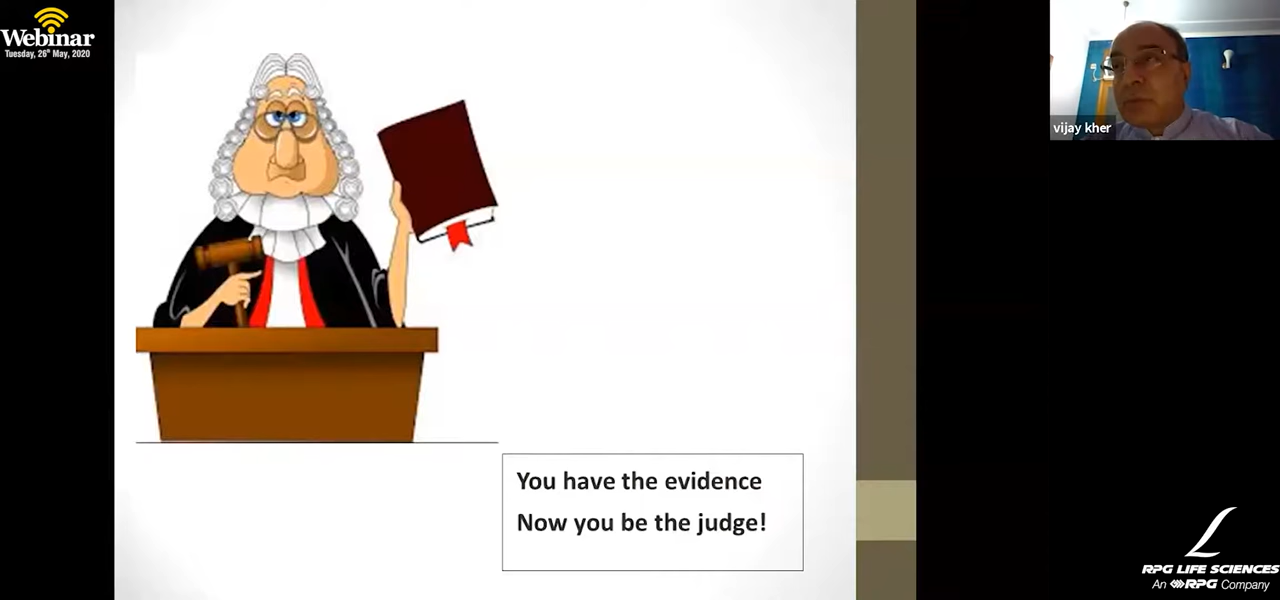 Webinar
Tuesday, 26th May, 2020
vijay kher
You have the evidence
Now you be the judge!
RPG LIFE SCIENCES
An RPG Company